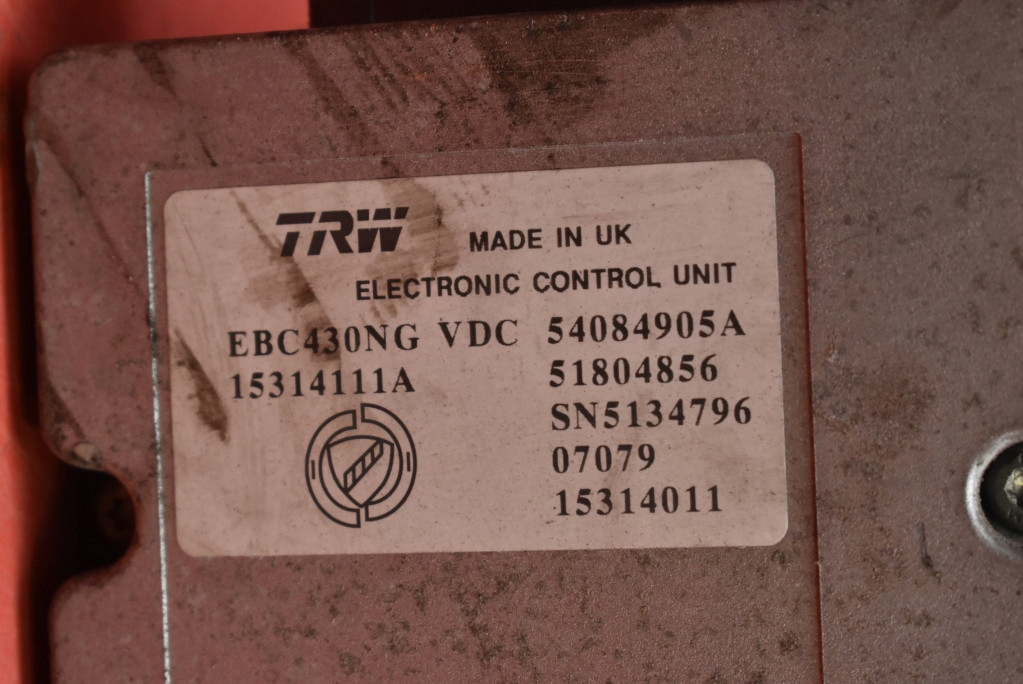 TRW MADE IN UK
ELECTRONIC CONTROL UNIT
EBC430NG VDC 54084905A
15314111A 51804856
SN5134796
07079
15314011